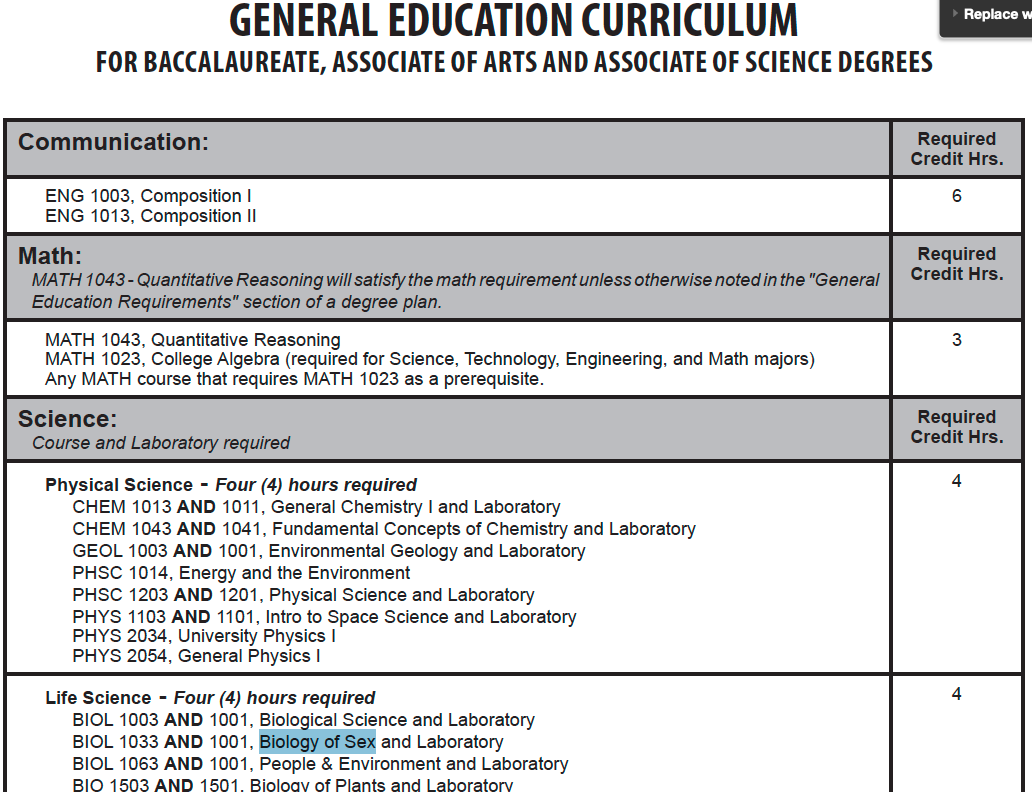 GENERAL EDUCATION CURRICULUM
Replace w
FOR BACCALAUREATE, ASSOCIATE OF ARTS AND ASSOCIATE OF SCIENCE DEGREES
Communication:
Required
Credit Hrs.
ENG 1003, Composition I
ENG 1013, Composition II
6
Math:
MATH 1043 - Quantitative Reasoning will satisfy the math requirement unless otherwise noted in the "General
Education Requirements" section of a degree plan.
Required
Credit Hrs.
MATH 1043, Quantitative Reasoning
MATH 1023, College Algebra (required for Science, Technology, Engineering, and Math majors)
Any MATH course that requires MATH 1023 as a prerequisite.
3
Science:
Course and Laboratory required
Required
Credit Hrs.
Physical Science - Four (4) hours required
CHEM 1013 AND 1011, General Chemistry I and Laboratory
CHEM 1043 AND 1041, Fundamental Concepts of Chemistry and Laboratory
GEOL 1003 AND 1001, Environmental Geology and Laboratory
PHSC 1014, Energy and the Environment
PHSC 1203 AND 1201, Physical Science and Laboratory
PHYS 1103 AND 1101, Intro to Space Science and Laboratory
PHYS 2034, University Physics I
PHYS 2054, General Physics I
4
Life Science - Four (4) hours required
BIOL 1003 AND 1001, Biological Science and Laboratory
BIOL 1033 AND 1001, Biology of Sex and Laboratory
BIOL 1063 AND 1001, People & Environment and Laboratory
BIO 1503 AND 1501, Biology of Plants and Laboratory
4